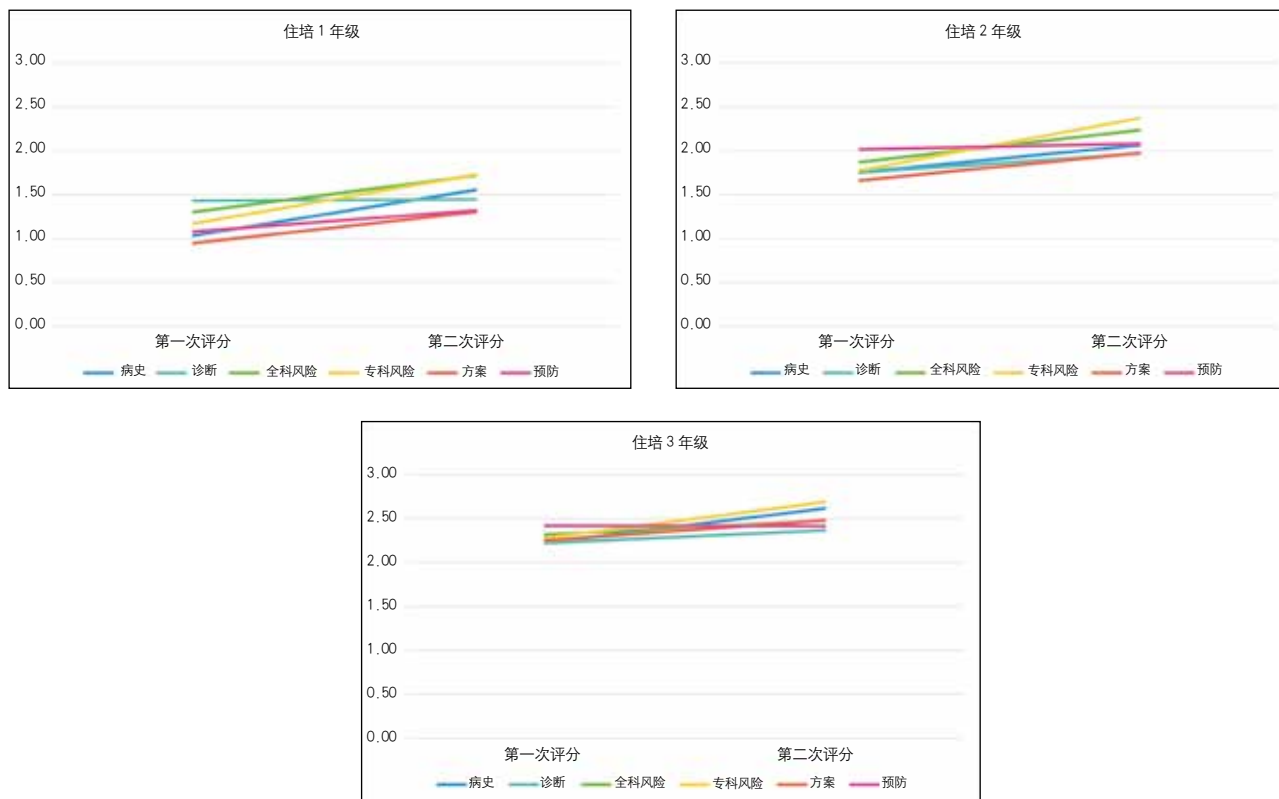 住培 1 年级
3.00
2.50
2.00
1.50
1.00
0.50
0.00
第一次评分 第二次评分
病史 诊断 全科风险 专科风险 方案 预防
住培 2 年级
3.00
2.50
2.00
1.50
1.00
0.50
0.00
第一次评分 第二次评分
病史 诊断 全科风险 专科风险 方案 预防
住培 3 年级
3.00
2.50
2.00
1.50
1.00
0.50
0.00
第一次评分 第二次评分
病史 诊断 全科风险 专科风险 方案 预防